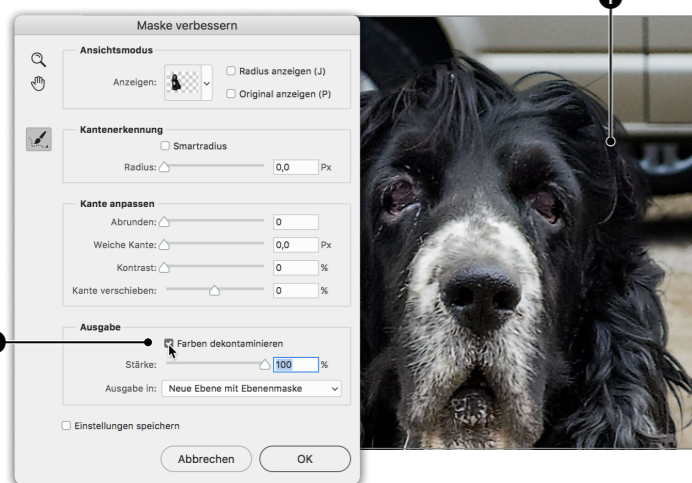 Maske verbessern
Ansichtsmodus
Anzeigen:
Radius anzeigen (J)
Original anzeigen (P)
Kantenerkennung
Smartradius
Radius: 0,0 Px
Kante anpassen
Abrunden: 0
Weiche Kante: 0,0 Px
Kontrast: 0 %
Kante verschieben: 0 %
Ausgabe
Farben dekontaminieren
Stärke: 100 %
Ausgabe in: Neue Ebene mit Ebenenmaske
Einstellungen speichern
Abbrechen OK